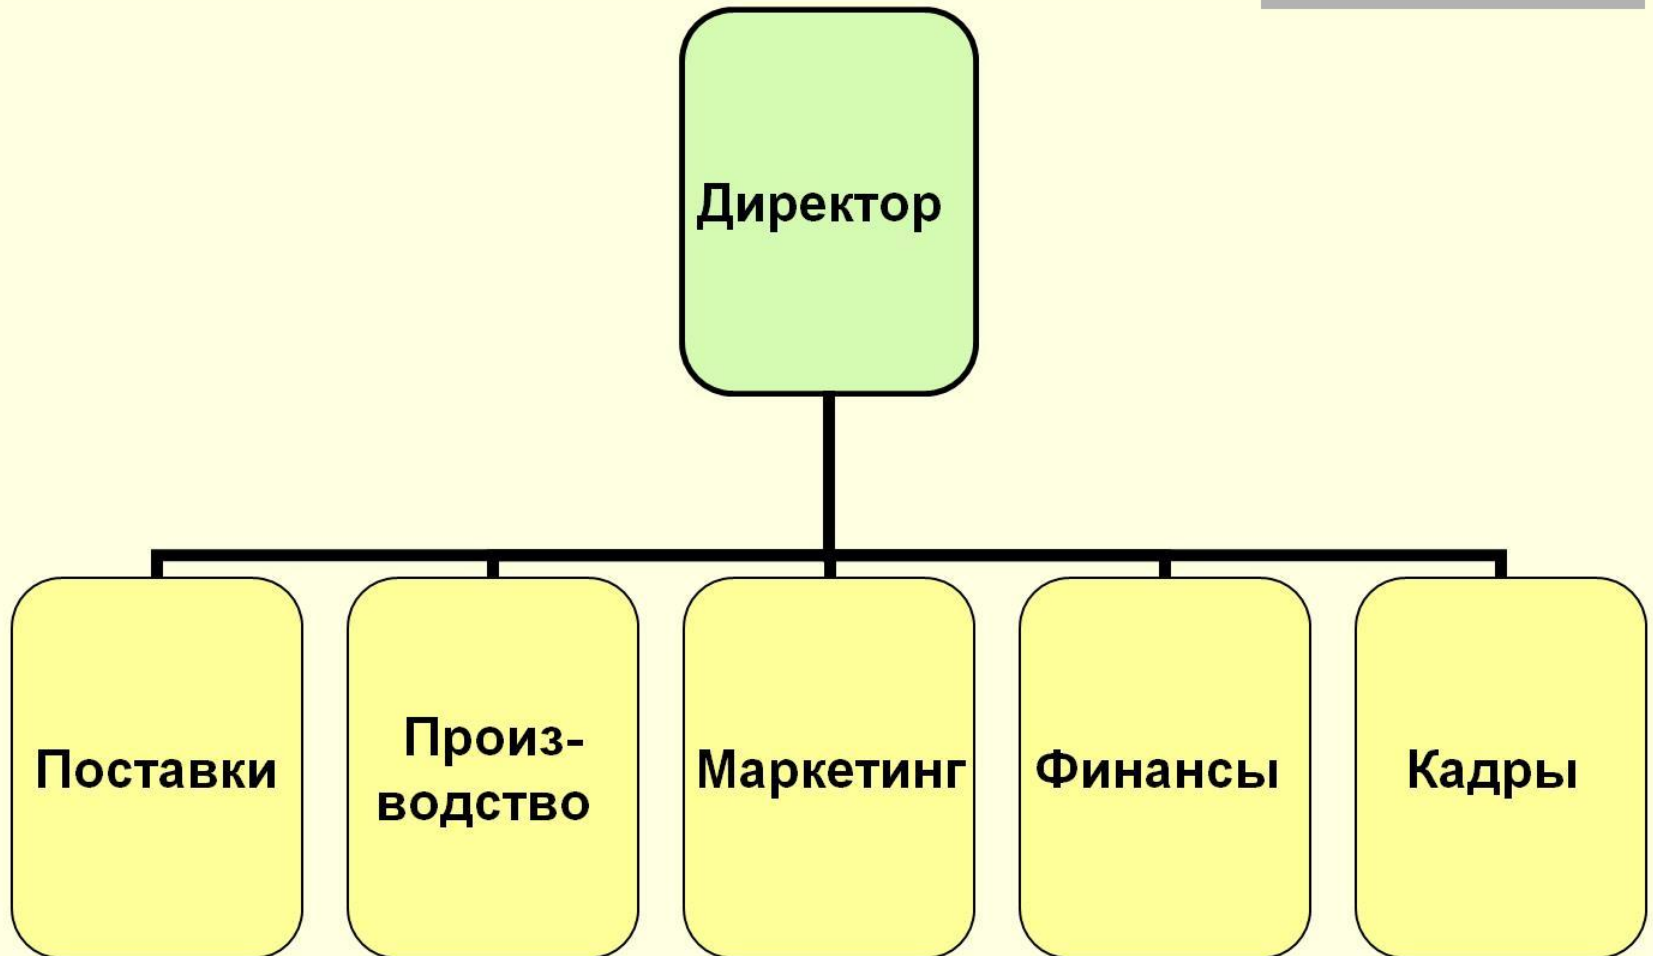 Директор
Поставки
Произ-
водство
Маркетинг
Финансы
Кадры